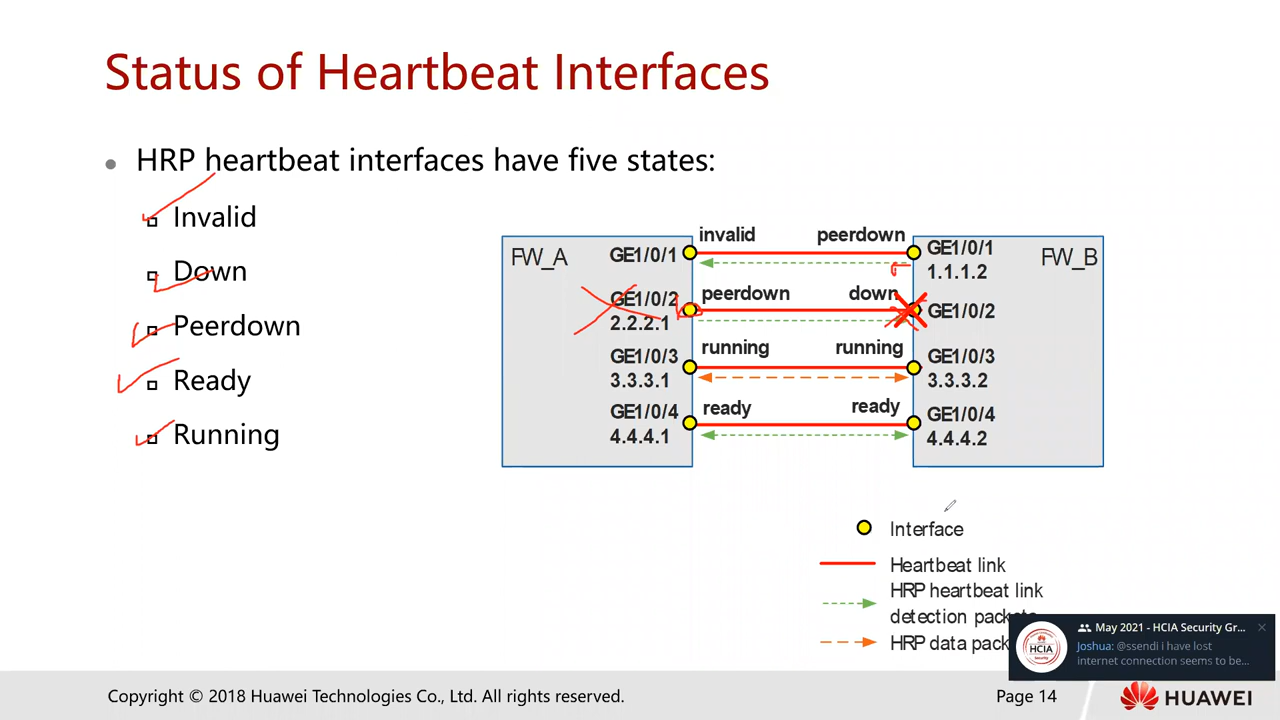 Status of Heartbeat Interfaces
HRP heartbeat interfaces have five states:
Invalid
Down
Peerdown
Ready
Running
FW_A
GE1/0/1
invalid
peerdown
GE1/0/1
1.1.1.2
FW_B
GE1/0/2
2.2.2.1
peerdown
down
GE1/0/2
GE1/0/3
3.3.3.1
running
running
GE1/0/3
3.3.3.2
GE1/0/4
4.4.4.1
ready
ready
GE1/0/4
4.4.4.2
Interface
Heartbeat link
HRP heartbeat link
detection packets
HRP data pack
May 2021 - HCIA Security Gr...
Joshua: @ssendi i have lost
internet connection seems to be...
HCIA
Copyright © 2018 Huawei Technologies Co., Ltd. All rights reserved.
Page 14
HUAWEI